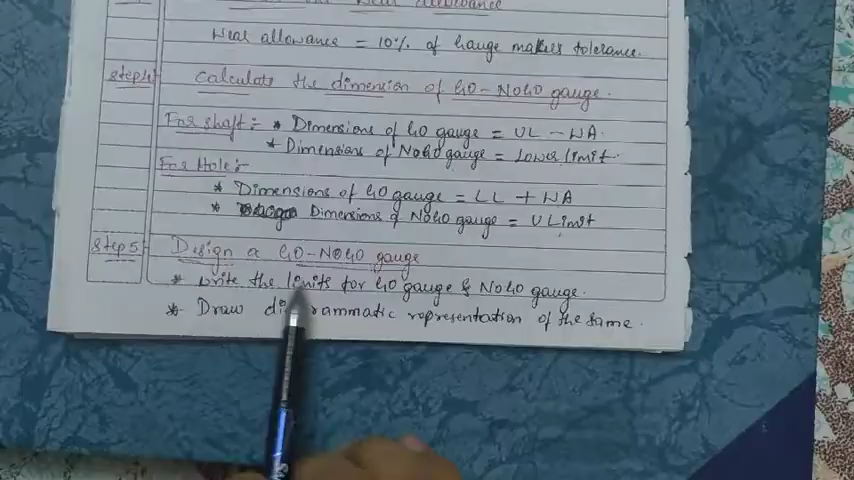 Wear allowance
Wear allowance = 10% of Gauge makers tolerance.
Step4: Calculate the dimension of GO-NOGO gauge.
For shaft:- * Dimensions of GO gauge = UL - WA.
* Dimensions of NOGO gauge = Lower limit.
For Hole:-
* Dimensions of GO gauge = LL + WA
* Dimensions of NOGO gauge = U Limit
Step 5: Design a GO-NOGO gauge
* Write the limits for GO gauge & NOGO gauge.
* Draw diagrammatic representation of the same.